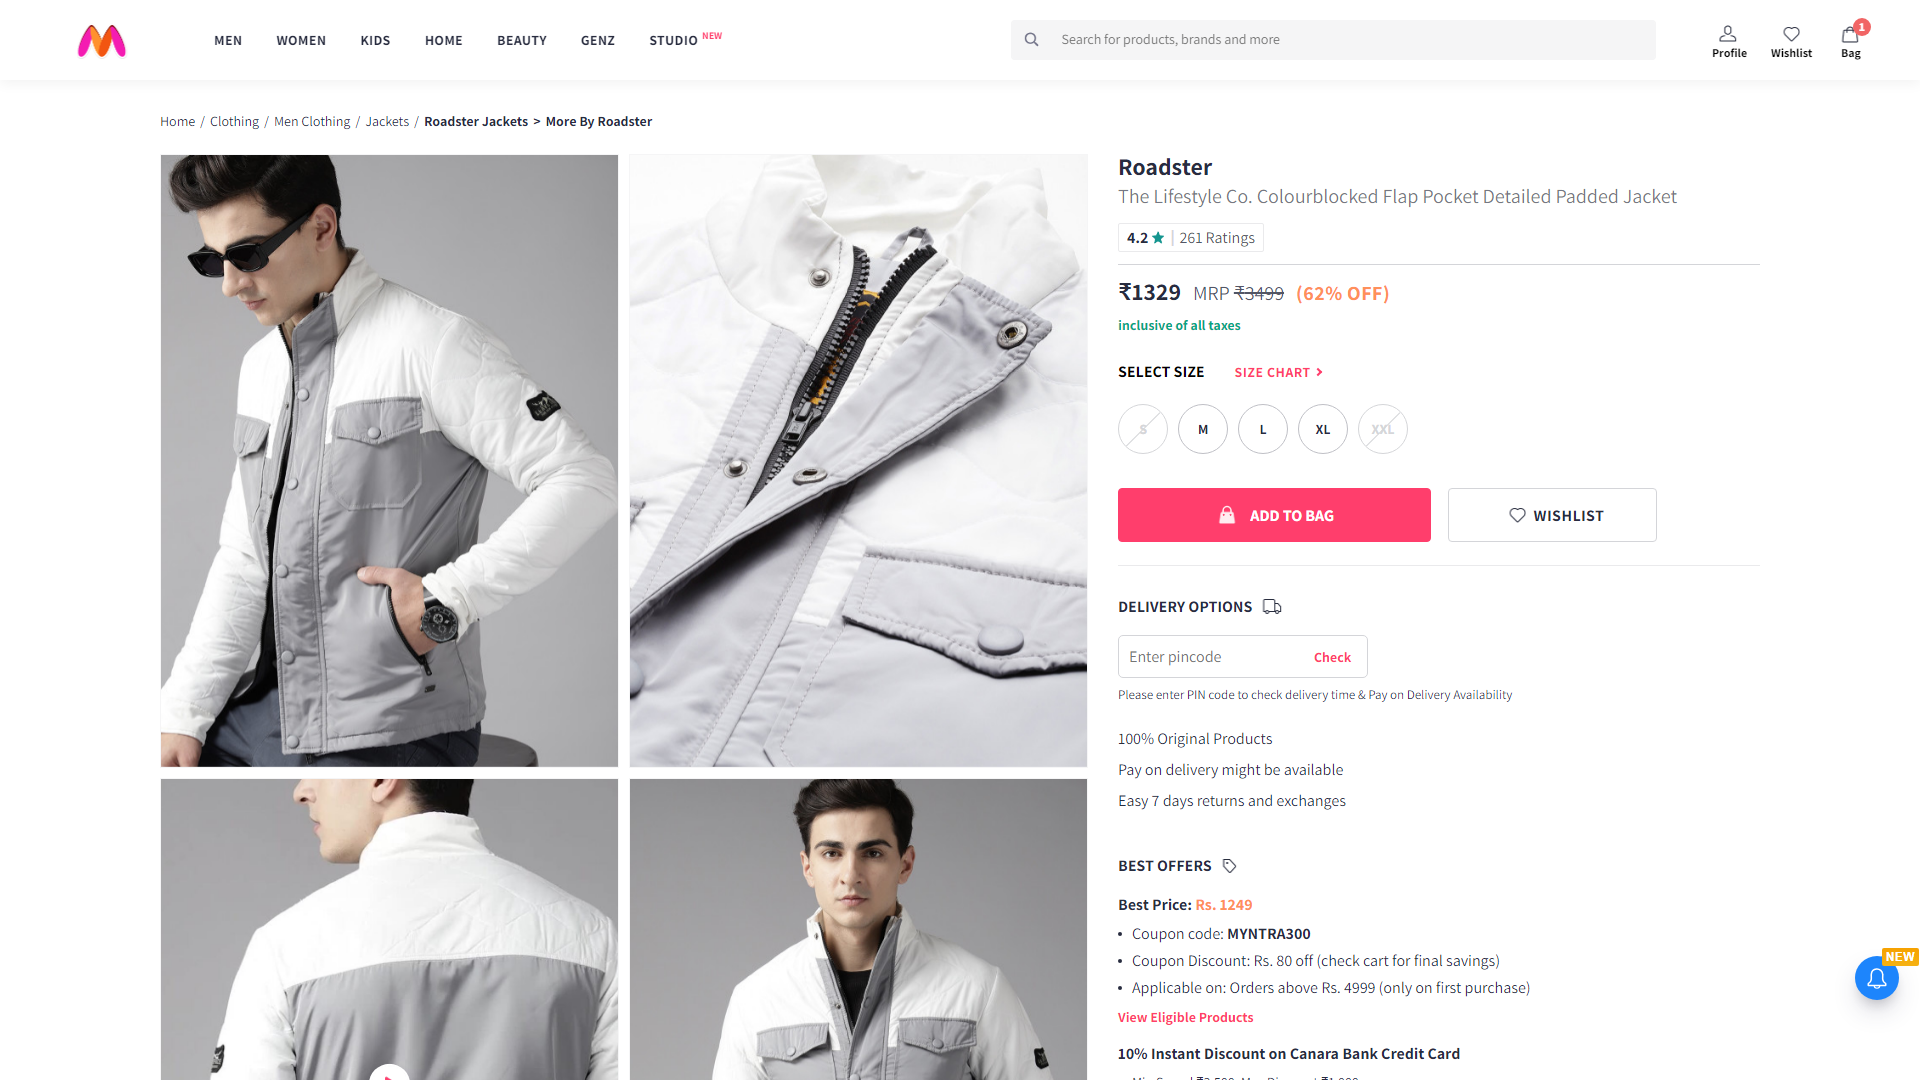 MEN WOMEN KIDS HOME BEAUTY GENZ STUDIO NEW
Search for products, brands and more
Profile Wishlist Bag 1
Home / Clothing / Men Clothing / Jackets / Roadster Jackets > More By Roadster
Roadster
The Lifestyle Co. Colourblocked Flap Pocket Detailed Padded Jacket
4.2 | 261 Ratings
₹1329 MRP ₹3499 (62% OFF)
inclusive of all taxes
SELECT SIZE SIZE CHART >
S M L XL XXL
ADD TO BAG WISHLIST
DELIVERY OPTIONS
Enter pincode Check
Please enter PIN code to check delivery time & Pay on Delivery Availability
100% Original Products
Pay on delivery might be available
Easy 7 days returns and exchanges
BEST OFFERS
Best Price: Rs. 1249
• Coupon code: MYNTRA300
• Coupon Discount: Rs. 80 off (check cart for final savings)
NEW
• Applicable on: Orders above Rs. 4999 (only on first purchase)
View Eligible Products
10% Instant Discount on Canara Bank Credit Card